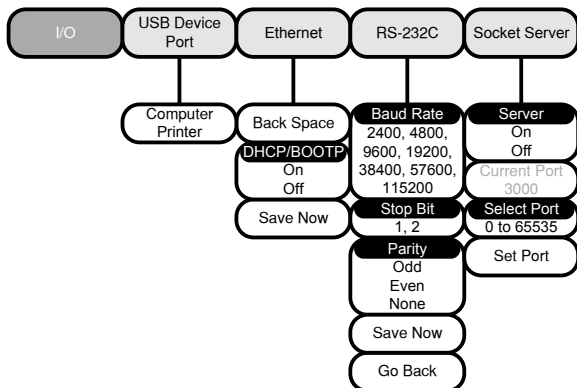 I/O
USB Device
Port
Ethernet
RS-232C
Socket Server
Computer
Printer
Back Space
DHCP/BOOTP
On
Off
Save Now
Baud Rate
2400, 4800,
9600, 19200,
38400, 57600,
115200
Stop Bit
1, 2
Parity
Odd
Even
None
Save Now
Go Back
Server
On
Off
Current Port
3000
Select Port
0 to 65535
Set Port